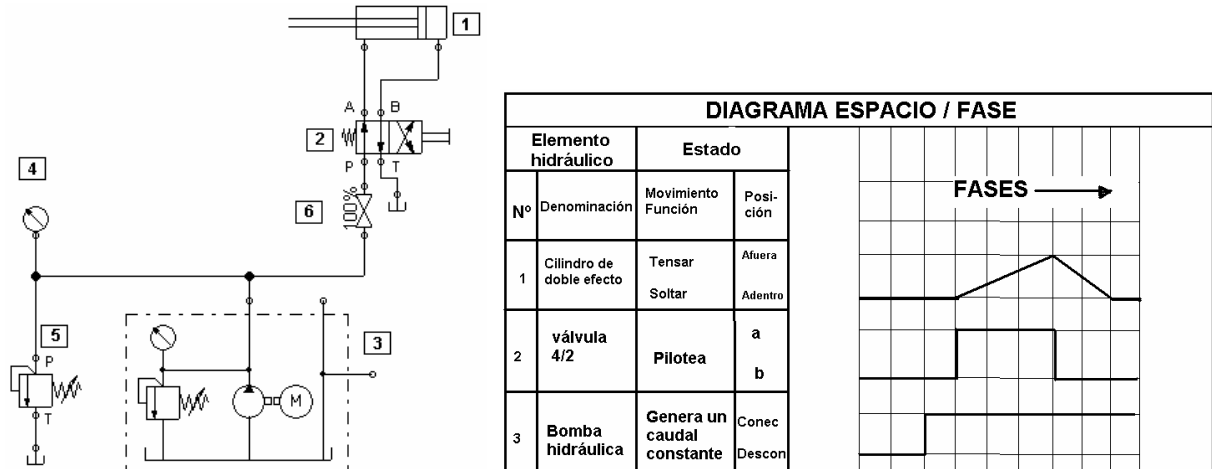 1
A B
2
P T
4
100%
6
5
P
T
3
M
DIAGRAMA ESPACIO / FASE
Elemento
hidráulico
Estado
Nº
Denominación
Movimiento
Función
Posi-
ción
FASES
1
Cilindro de
doble efecto
Tensar
Soltar
Afuera
Adentro
2
válvula
4/2
Pilotea
a
b
3
Bomba
hidráulica
Genera un
caudal
constante
Conec
Descon